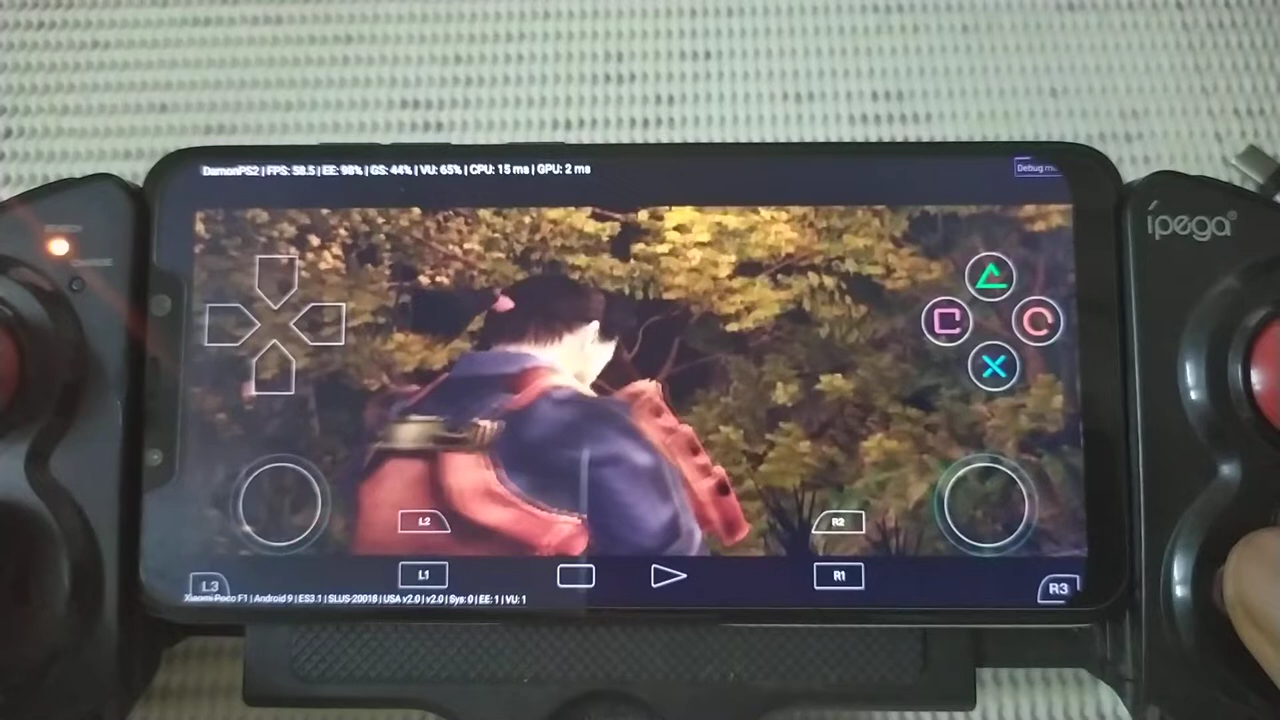 DamonPS2 | FPS: 58.5 | EE: 98% | GS: 44% | VU: 65% | CPU: 15 ms | GPU: 2 ms
Debug
ípega®
L2
R2
L1
R1
L3
R3
Xiaomi Poco F1 | Android 9 | ES3.1 | SLUS-20018 | USA v2.0 | v2.0 | Sys: 0 | EE: 1 | VU: 1